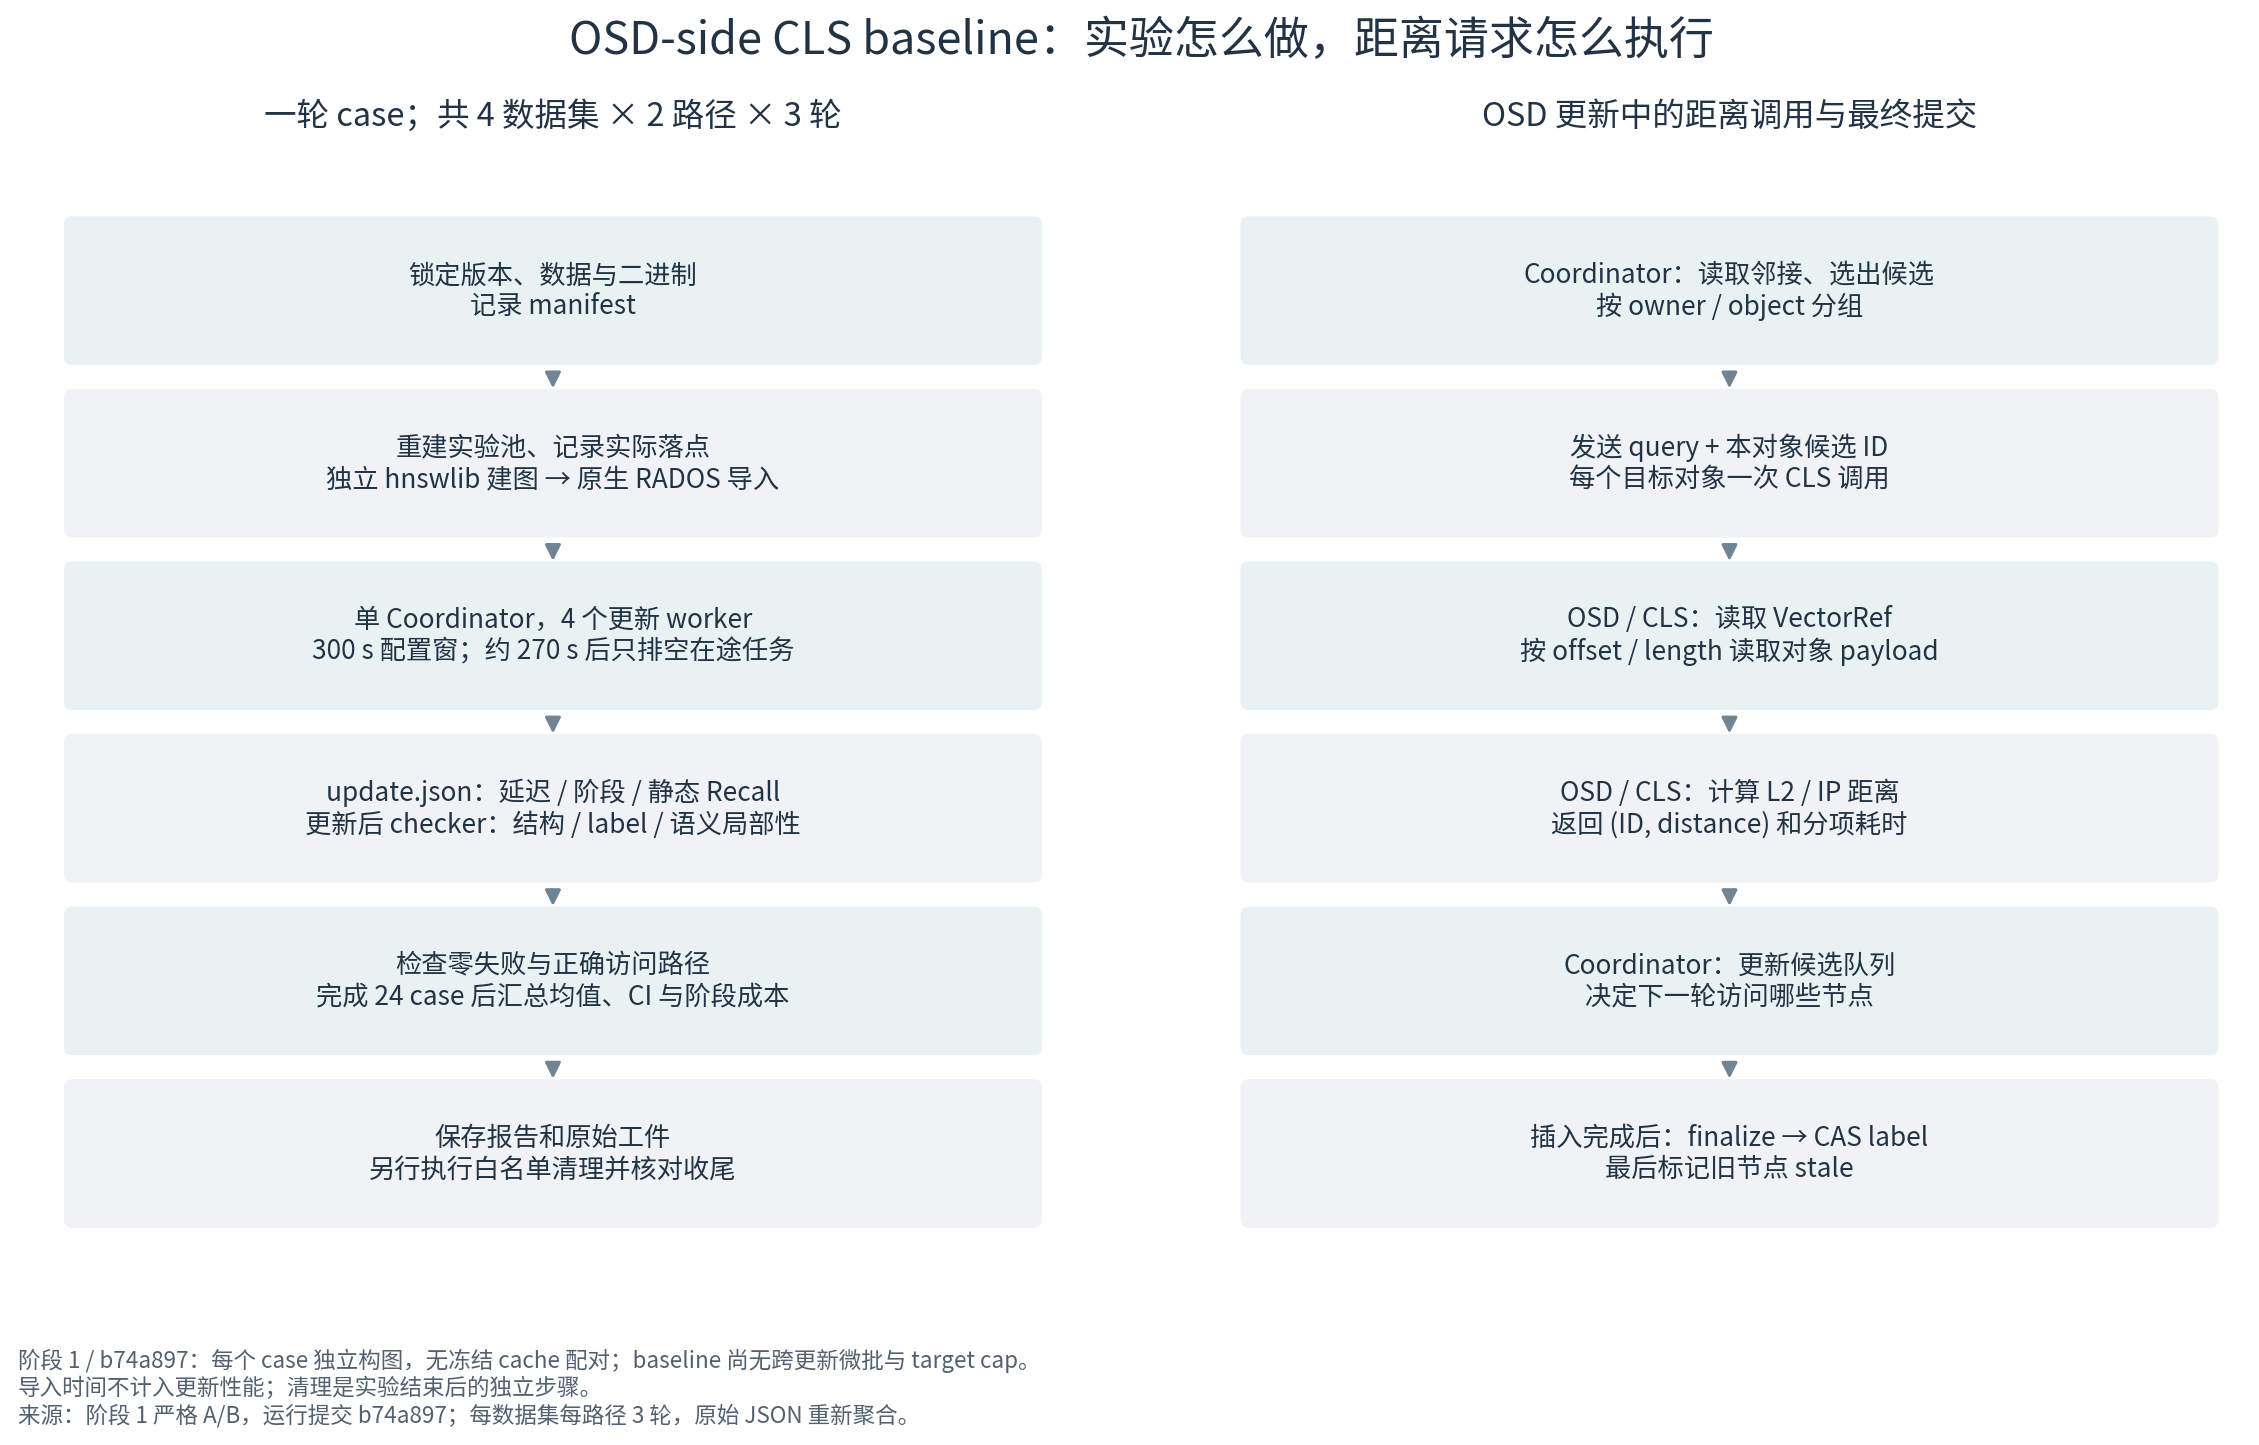 OSD-side CLS baseline：实验怎么做，距离请求怎么执行
一轮 case；共 4 数据集 × 2 路径 × 3 轮
锁定版本、数据与二进制
记录 manifest
重建实验池、记录实际落点
独立 hnswlib 建图 → 原生 RADOS 导入
单 Coordinator，4 个更新 worker
300 s 配置窗；约 270 s 后只排空在途任务
update.json：延迟 / 阶段 / 静态 Recall
更新后 checker：结构 / label / 语义局部性
检查零失败与正确访问路径
完成 24 case 后汇总均值、CI 与阶段成本
保存报告和原始工件
另行执行白名单清理并核对收尾
OSD 更新中的距离调用与最终提交
Coordinator：读取邻接、选出候选
按 owner / object 分组
发送 query + 本对象候选 ID
每个目标对象一次 CLS 调用
OSD / CLS：读取 VectorRef
按 offset / length 读取对象 payload
OSD / CLS：计算 L2 / IP 距离
返回 (ID, distance) 和分项耗时
Coordinator：更新候选队列
决定下一轮访问哪些节点
插入完成后：finalize → CAS label
最后标记旧节点 stale
阶段 1 / b74a897：每个 case 独立构图，无冻结 cache 配对；baseline 尚无跨更新微批与 target cap。
导入时间不计入更新性能；清理是实验结束后的独立步骤。
来源：阶段 1 严格 A/B，运行提交 b74a897；每数据集每路径 3 轮，原始 JSON 重新聚合。